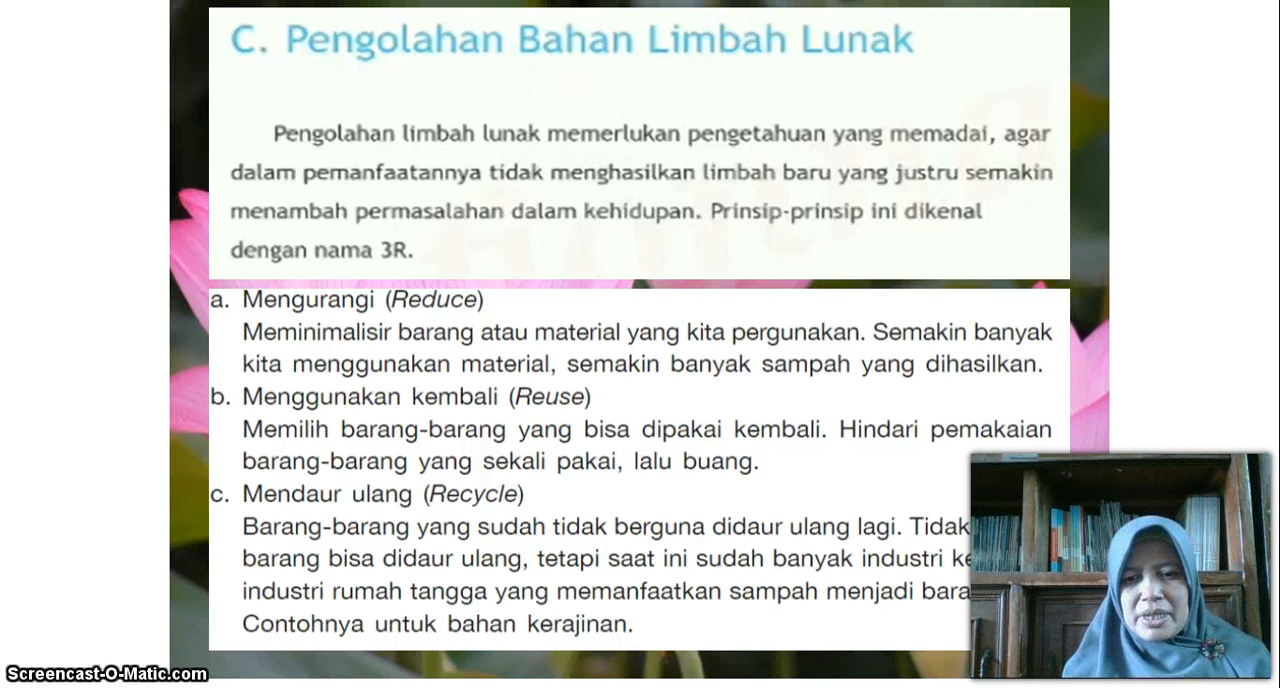 C. Pengolahan Bahan Limbah Lunak
Pengolahan limbah lunak memerlukan pengetahuan yang memadai, agar
dalam pemanfaatannya tidak menghasilkan limbah baru yang justru semakin
menambah permasalahan dalam kehidupan. Prinsip-prinsip ini dikenal
dengan nama 3R.
a. Mengurangi (Reduce)
Meminimalisir barang atau material yang kita pergunakan. Semakin banyak
kita menggunakan material, semakin banyak sampah yang dihasilkan.
b. Menggunakan kembali (Reuse)
Memilih barang-barang yang bisa dipakai kembali. Hindari pemakaian
barang-barang yang sekali pakai, lalu buang.
c. Mendaur ulang (Recycle)
Barang-barang yang sudah tidak berguna didaur ulang lagi. Tidak
barang bisa didaur ulang, tetapi saat ini sudah banyak industri
industri rumah tangga yang memanfaatkan sampah menjadi
Contohnya untuk bahan kerajinan.
Screencast-O-Matic.com